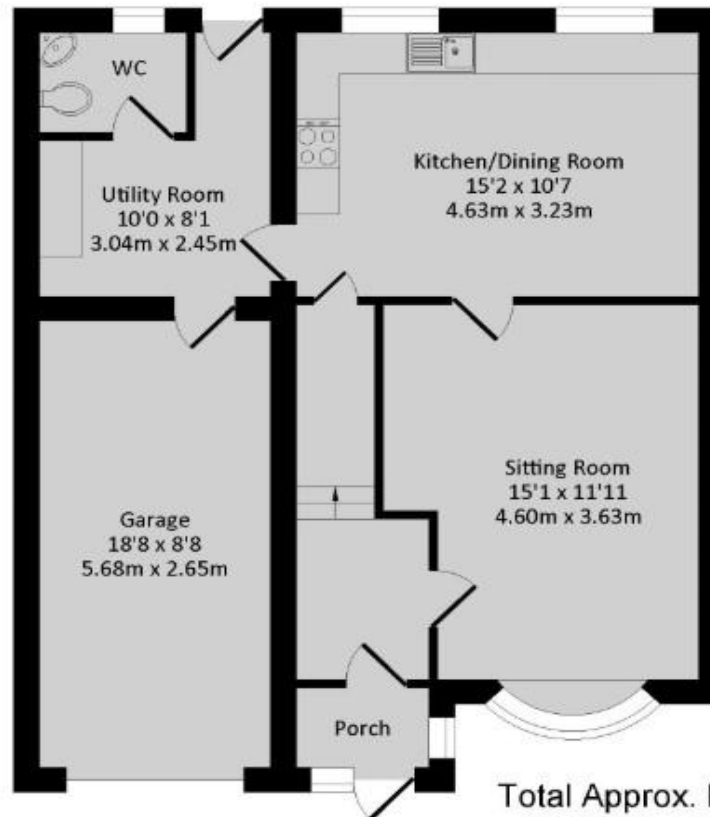 WC
Utility Room
10'0 x 8'1
3.04m x 2.45m
Kitchen/Dining Room
15'2 x 10'7
4.63m x 3.23m
Garage
18'8 x 8'8
5.68m x 2.65m
Sitting Room
15'1 x 11'11
4.60m x 3.63m
Porch
Total Approx.